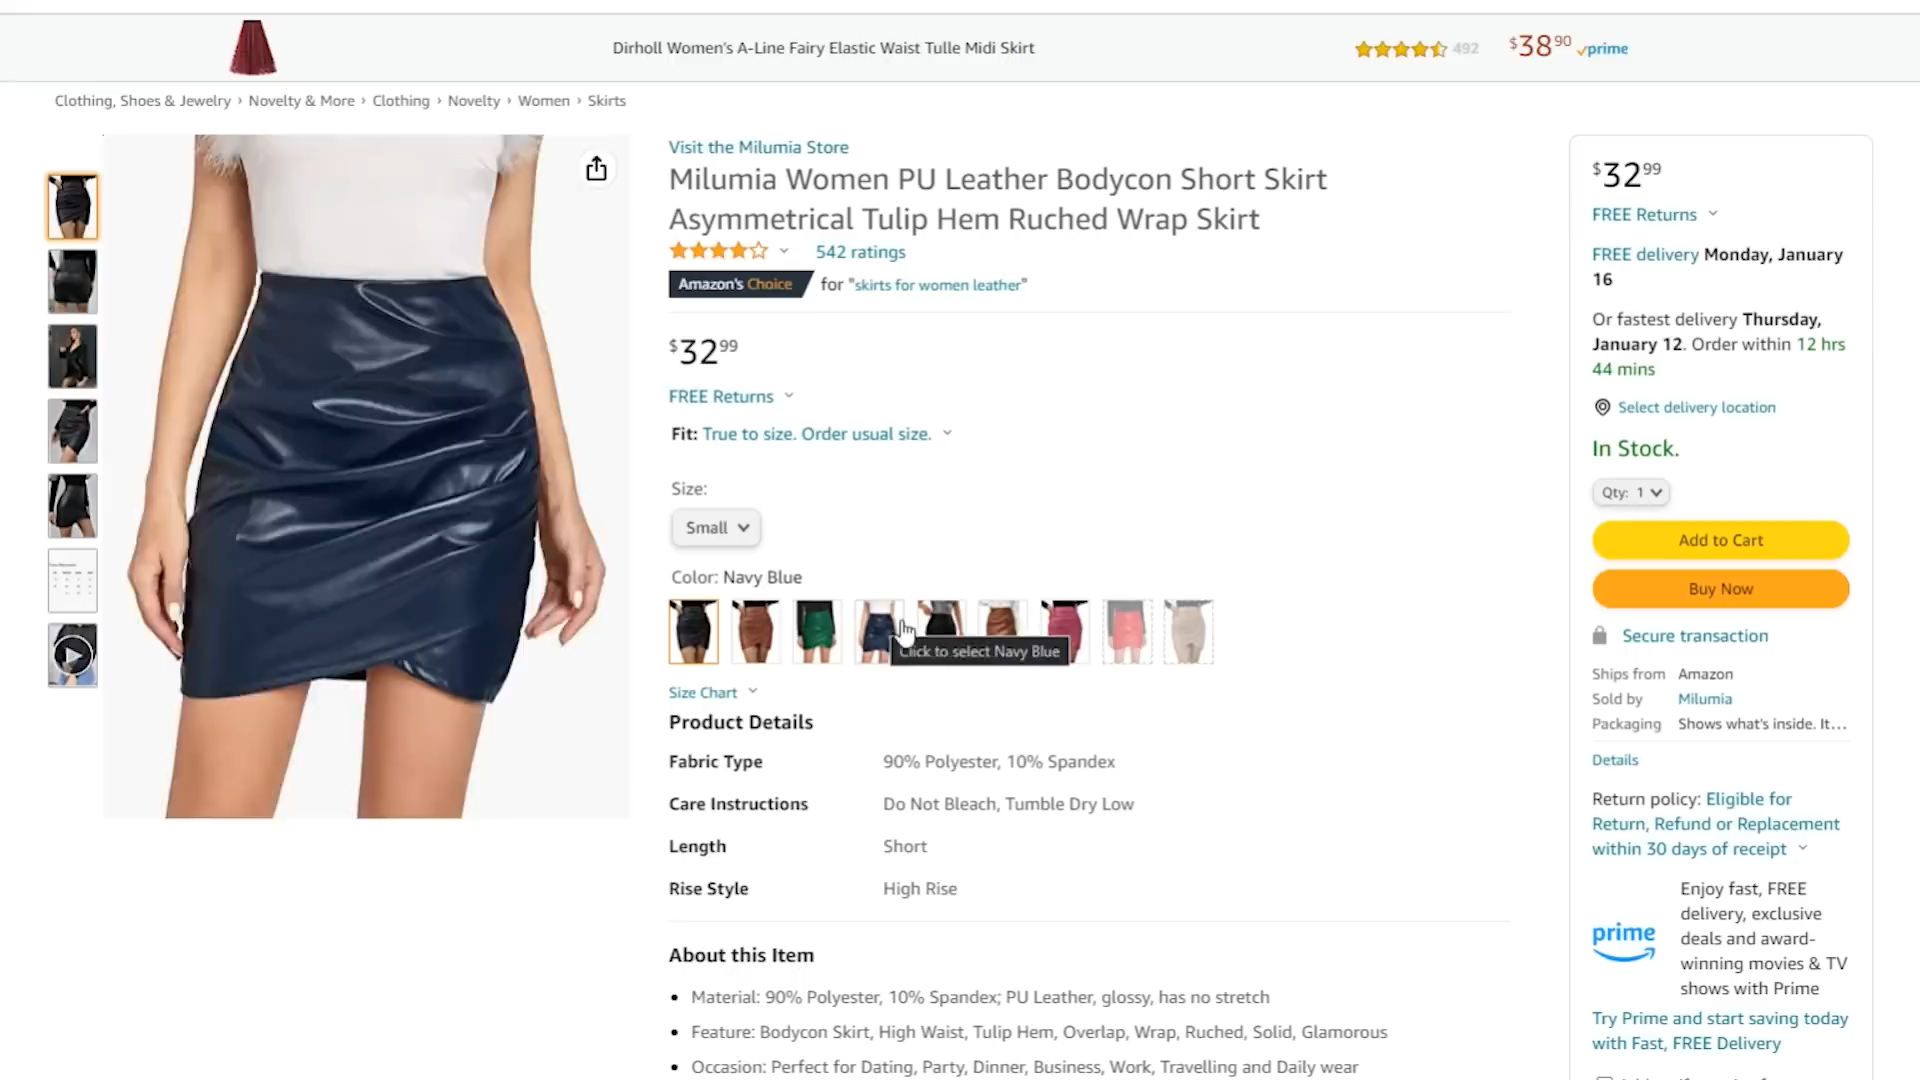 Dirholl Women's A-Line Fairy Elastic Waist Tulle Midi Skirt
492
$38 90
prime
Clothing, Shoes & Jewelry › Novelty & More › Clothing › Novelty › Women › Skirts
Visit the Milumia Store
Milumia Women PU Leather Bodycon Short Skirt
Asymmetrical Tulip Hem Ruched Wrap Skirt
542 ratings
Amazon's Choice for "skirts for women leather"
$32 99
FREE Returns
Fit: True to size. Order usual size.
Size:
Small
Color: Navy Blue
Click to select Navy Blue
Size Chart
Product Details
Fabric Type 90% Polyester, 10% Spandex
Care Instructions Do Not Bleach, Tumble Dry Low
Length Short
Rise Style High Rise
About this Item
• Material: 90% Polyester, 10% Spandex; PU Leather, glossy, has no stretch
• Feature: Bodycon Skirt, High Waist, Tulip Hem, Overlap, Wrap, Ruched, Solid, Glamorous
• Occasion: Perfect for Dating, Party, Dinner, Business, Work, Travelling and Daily wear
$32 99
FREE Returns
FREE delivery Monday, January
16
Or fastest delivery Thursday,
January 12. Order within 12 hrs
44 mins
Select delivery location
In Stock.
Qty: 1
Add to Cart
Buy Now
Secure transaction
Ships from Amazon
Sold by Milumia
Packaging Shows what's inside. It...
Details
Return policy: Eligible for
Return, Refund or Replacement
within 30 days of receipt
Enjoy fast, FREE
delivery, exclusive
deals and award-
winning movies & TV
shows with Prime
prime
Try Prime and start saving today
with Fast, FREE Delivery